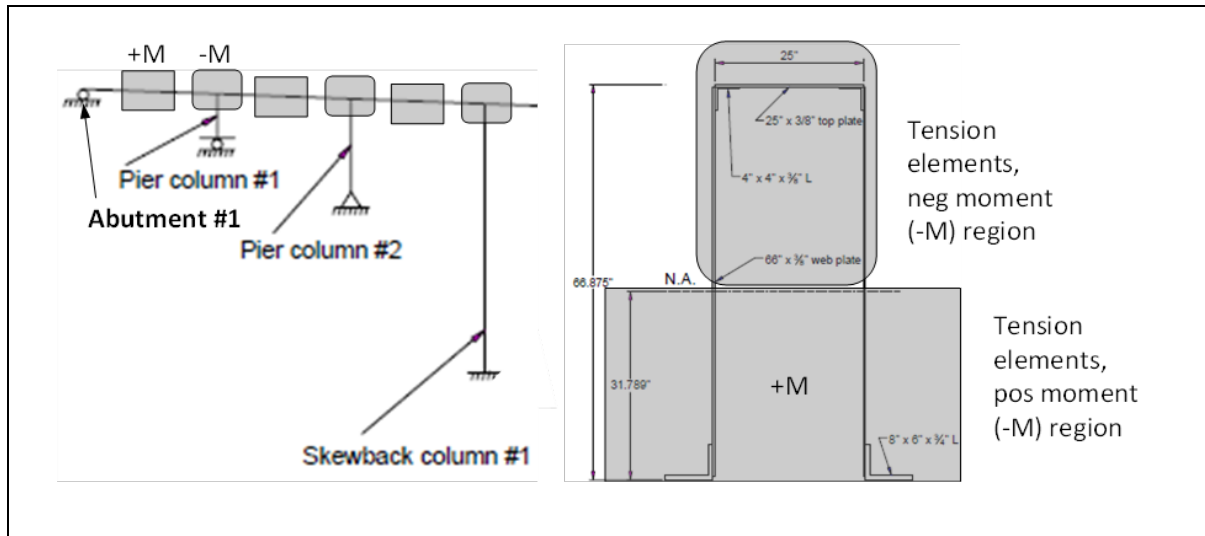 +M
-M
Pier column #1
Abutment #1
Pier column #2
Skewback column #1
25"
25" x 3/8" top plate
4" x 4" x ⅜" L
66" x ⅜" web plate
N.A.
66.875"
31.789"
+M
8" x 6" x ¾" L
Tension
elements,
neg moment
(-M) region
Tension
elements,
pos moment
(-M) region